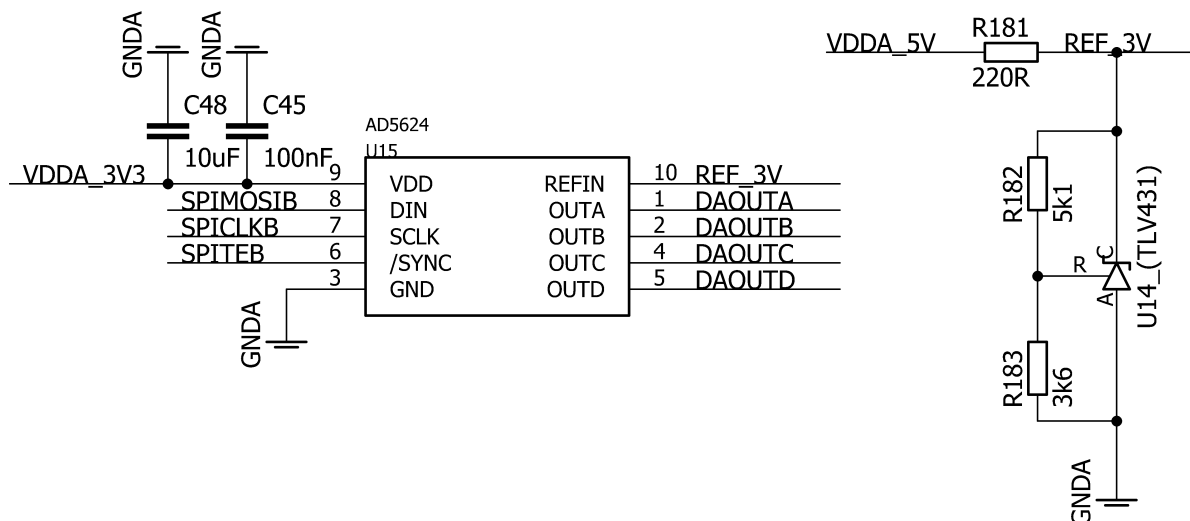 GNDA
GNDA
C48
C45
10uF
100nF
VDDA_3V3
AD5624
U15
9
VDD
REFIN
10
REF_3V
SPIMOSIB
8
DIN
OUTA
1
DAOUTA
SPICLKB
7
SCLK
OUTB
2
DAOUTB
SPITEB
6
/SYNC
OUTC
4
DAOUTC
3
GND
OUTD
5
DAOUTD
GNDA
VDDA_5V
R181
220R
REF_3V
R182
5k1
R
C
A
U14_(TLV431)
R183
3k6
GNDA